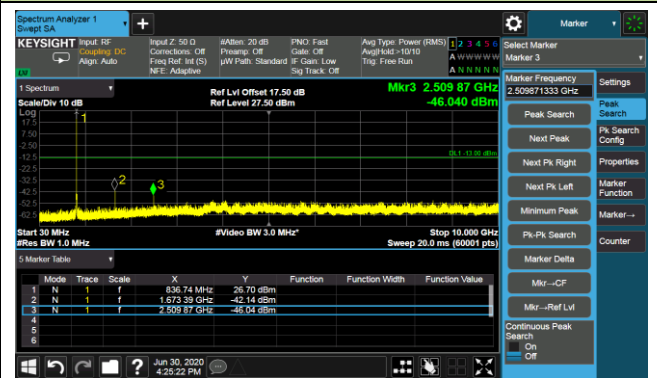 Spectrum Analyzer 1
Swept SA
+
Marker
KEYSIGHT
Input: RF
Coupling: DC
Align: Auto
Input Z: 50 Ω
Corrections: Off
Freq Ref: Int (S)
NFE: Adaptive
#Atten: 20 dB
Preamp: Off
µW Path: Standard
PNO: Fast
Gate: Off
IF Gain: Low
Sig Track: Off
Avg Type: Power (RMS)
Avg|Hold:>10/10
Trig: Free Run
1 2 3 4 5 6
A W W W W W
A N N N N N
Select Marker
Marker 3
LXI
1 Spectrum
Scale/Div 10 dB
Ref Lvl Offset 17.50 dB
Ref Level 27.50 dBm
Mkr3 2.509 87 GHz
-46.040 dBm
Log
17.5
7.50
-2.50
-12.5
-22.5
-32.5
-42.5
-52.5
-62.5
1
2
3
DL1 -13.00 dBm
Start 30 MHz
#Res BW 1.0 MHz
#Video BW 3.0 MHz*
Stop 10.000 GHz
Sweep 20.0 ms (60001 pts)
5 Marker Table
Mode Trace Scale X Y Function Function Width Function Value
1 N 1 f 836.74 MHz 26.70 dBm
2 N 1 f 1.673 39 GHz -42.14 dBm
3 N 1 f 2.509 87 GHz -46.04 dBm
4
5
6
Marker Frequency
2.509871333 GHz
Peak Search
Next Peak
Next Pk Right
Next Pk Left
Minimum Peak
Pk-Pk Search
Marker Delta
Mkr→CF
Mkr→Ref Lvl
Continuous Peak
Search
On
Off
Settings
Peak
Search
Pk Search
Config
Properties
Marker
Function
Marker→
Counter
?
Jun 30, 2020
4:25:22 PM